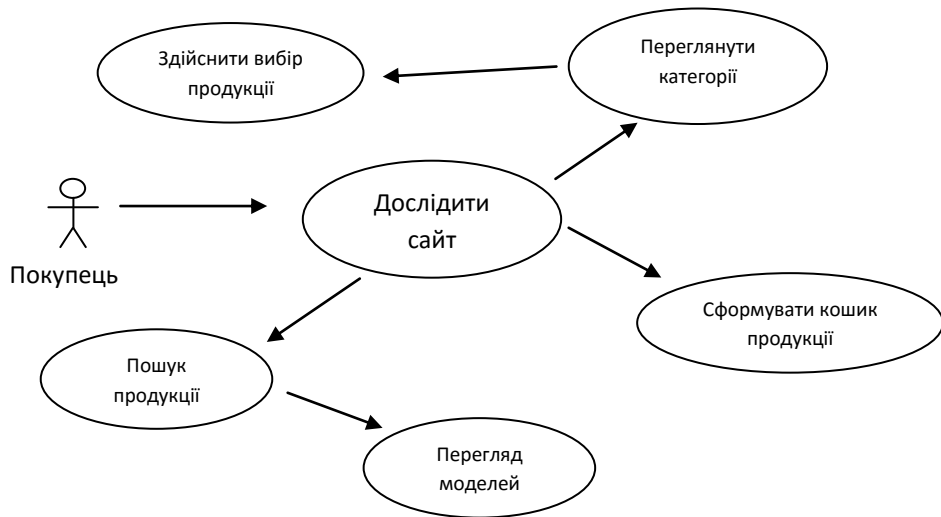 Здійснити вибір
продукції
Переглянути
категорії
Дослідити
сайт
Покупець
Сформувати кошик
продукції
Пошук
продукції
Перегляд
моделей